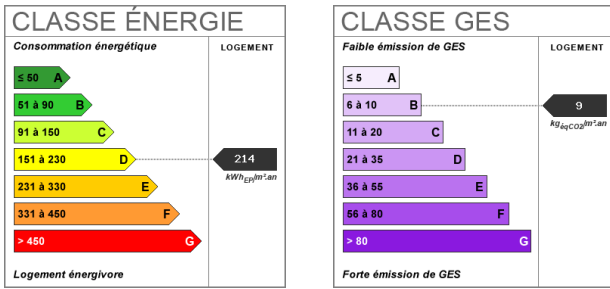 CLASSE ÉNERGIE
Consommation énergétique
LOGEMENT
≤ 50 A
51 à 90 B
91 à 150 C
151 à 230 D
214
kWhEP/m².an
231 à 330 E
331 à 450 F
> 450 G
Logement énergivore
CLASSE GES
Faible émission de GES
LOGEMENT
≤ 5 A
6 à 10 B
9
kgéqCO2/m².an
11 à 20 C
21 à 35 D
36 à 55 E
56 à 80 F
> 80 G
Forte émission de GES